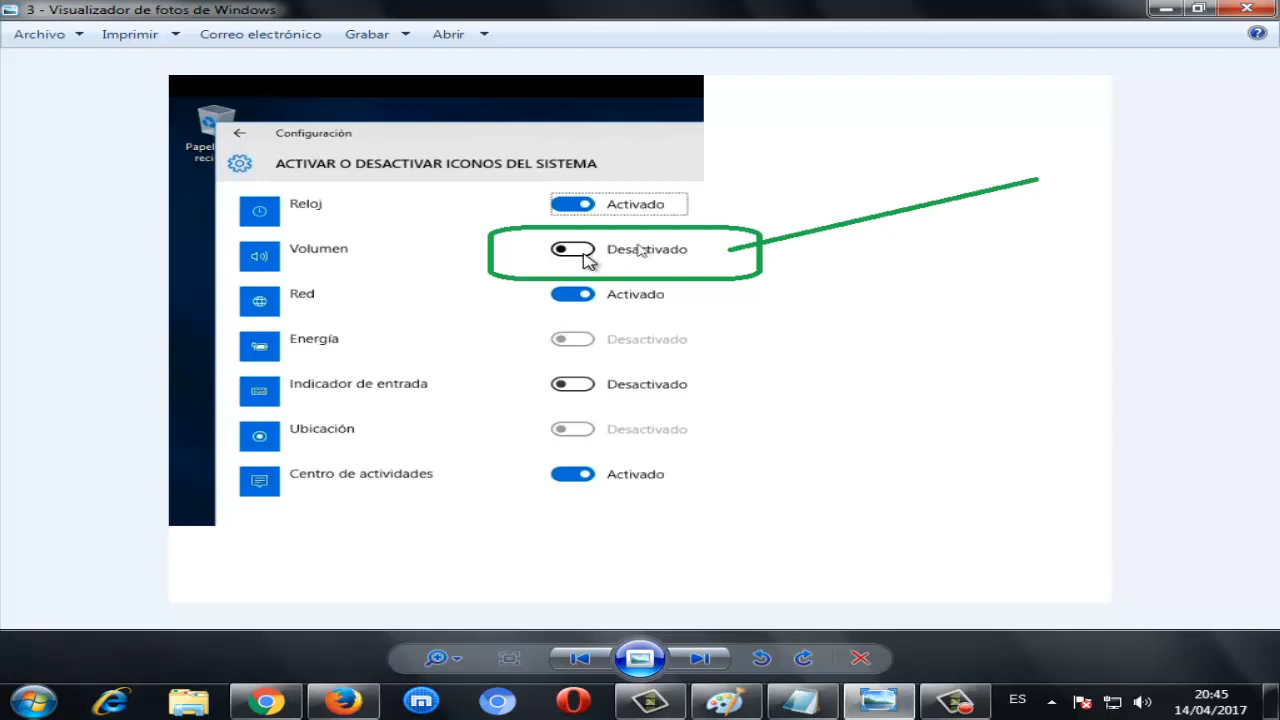 3 - Visualizador de fotos de Windows
Archivo Imprimir Correo electrónico Grabar Abrir
Configuración
ACTIVAR O DESACTIVAR ICONOS DEL SISTEMA
Papel
reci
Reloj Activado
Volumen Desactivado
Red Activado
Energía Desactivado
Indicador de entrada Desactivado
Ubicación Desactivado
Centro de actividades Activado
ES
20:45
14/04/2017